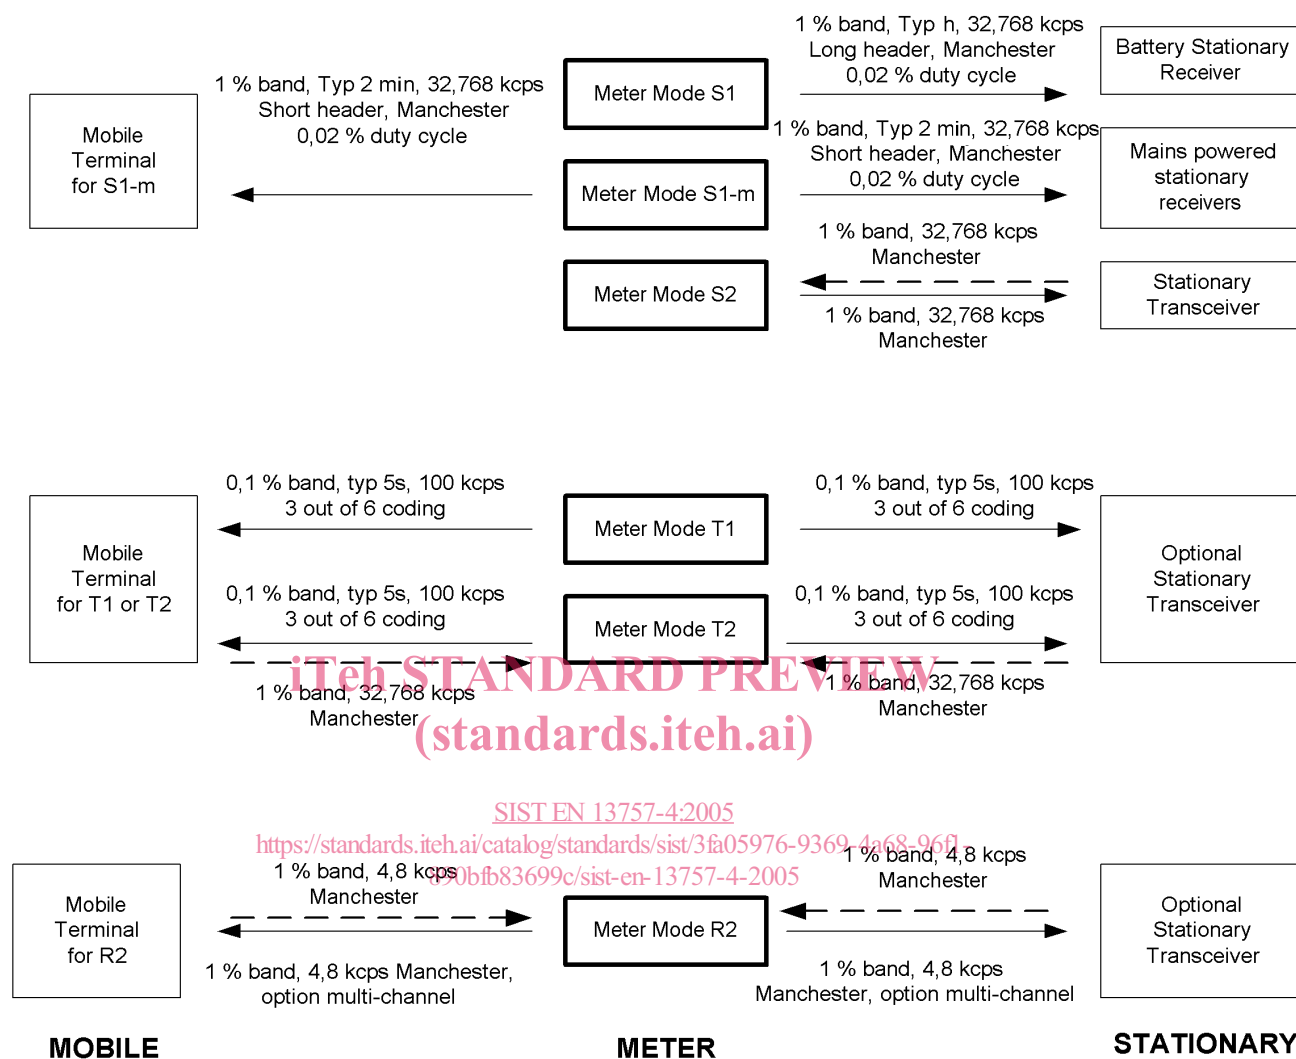 1 % band, Typ h, 32,768 kcps
Long header, Manchester
0,02 % duty cycle
Battery Stationary
Receiver
1 % band, Typ 2 min, 32,768 kcps
Short header, Manchester
0,02 % duty cycle
Meter Mode S1
Mobile
Terminal
for S1-m
1 % band, Typ 2 min, 32,768 kcps
Short header, Manchester
0,02 % duty cycle
Mains powered
stationary
receivers
Meter Mode S1-m
1 % band, 32,768 kcps
Manchester
Meter Mode S2
Stationary
Transceiver
1 % band, 32,768 kcps
Manchester
0,1 % band, typ 5s, 100 kcps
3 out of 6 coding
0,1 % band, typ 5s, 100 kcps
3 out of 6 coding
Meter Mode T1
Mobile
Terminal
for T1 or T2
Optional
Stationary
Transceiver
0,1 % band, typ 5s, 100 kcps
3 out of 6 coding
Meter Mode T2
0,1 % band, typ 5s, 100 kcps
3 out of 6 coding
iTeh STANDARD PREVIEW
1 % band, 32,768 kcps
Manchester
1 % band, 32,768 kcps
Manchester
(standards.iteh.ai)
SIST EN 13757-4:2005
https://standards.iteh.ai/catalog/standards/sist/3fa05976-9369-4a68-96f1-
890bfb83699c/sist-en-13757-4-2005
1 % band, 4,8 kcps
Manchester
1 % band, 4,8 kcps
Manchester
Mobile
Terminal
for R2
Meter Mode R2
Optional
Stationary
Transceiver
1 % band, 4,8 kcps Manchester,
option multi-channel
1 % band, 4,8 kcps
Manchester, option multi-channel
MOBILE
METER
STATIONARY